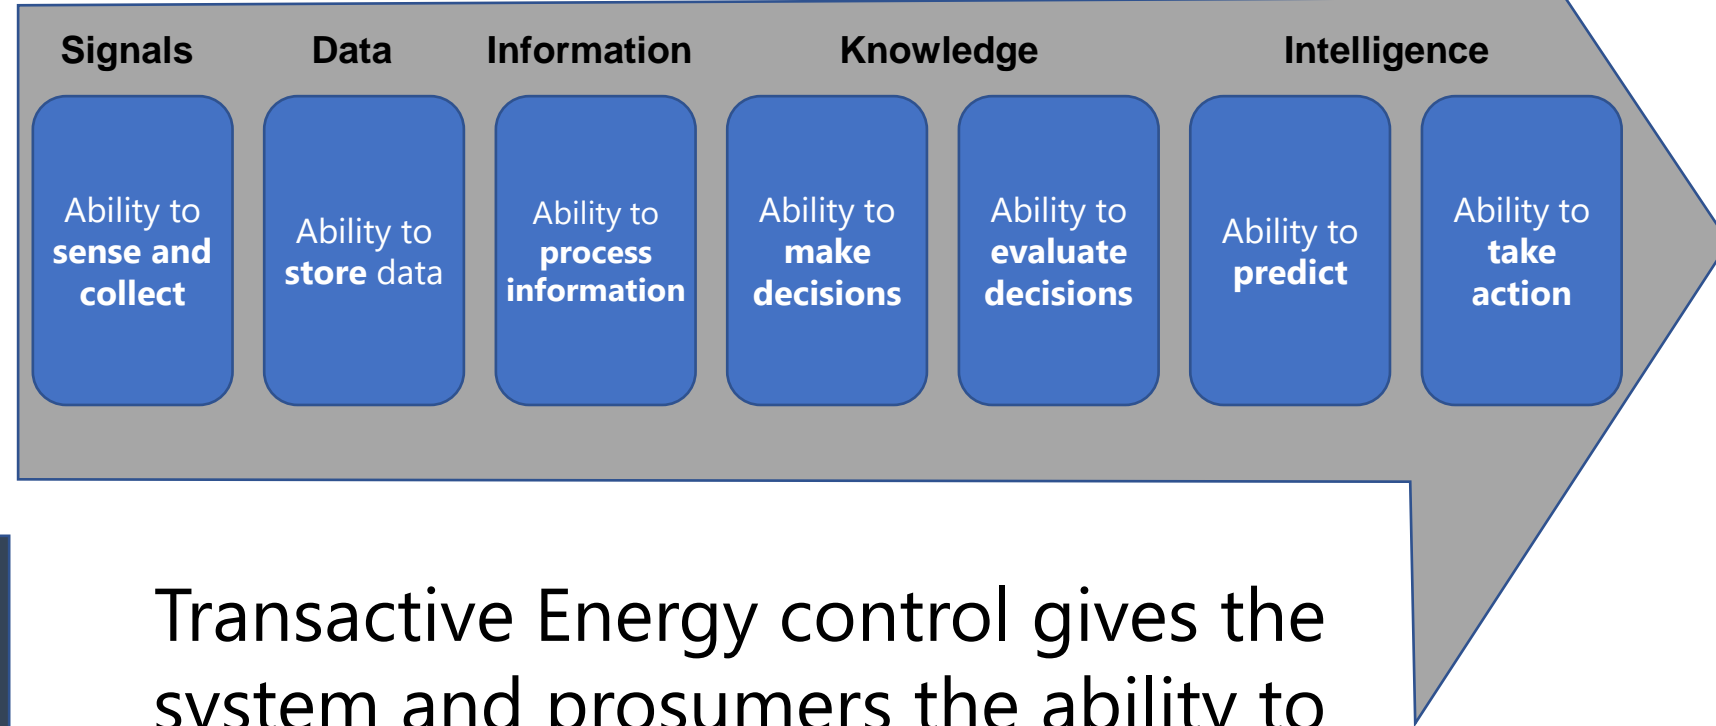 Signals Data Information Knowledge Intelligence
Ability to
sense and
collect
Ability to
store data
Ability to
process
information
Ability to
make
decisions
Ability to
evaluate
decisions
Ability to
predict
Ability to
take
action
Transactive Energy control gives the
system and prosumers the ability to